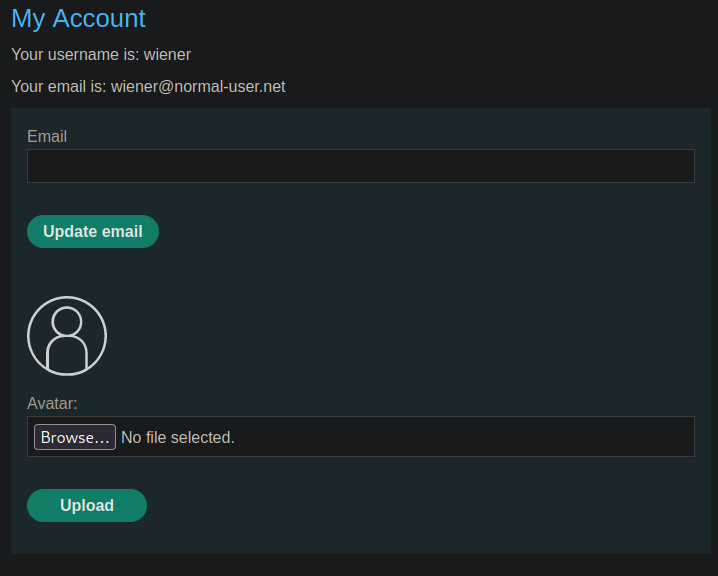 My Account
Your username is: wiener
Your email is: wiener@normal-user.net
Email
Update email
Avatar:
Browse... No file selected.
Upload